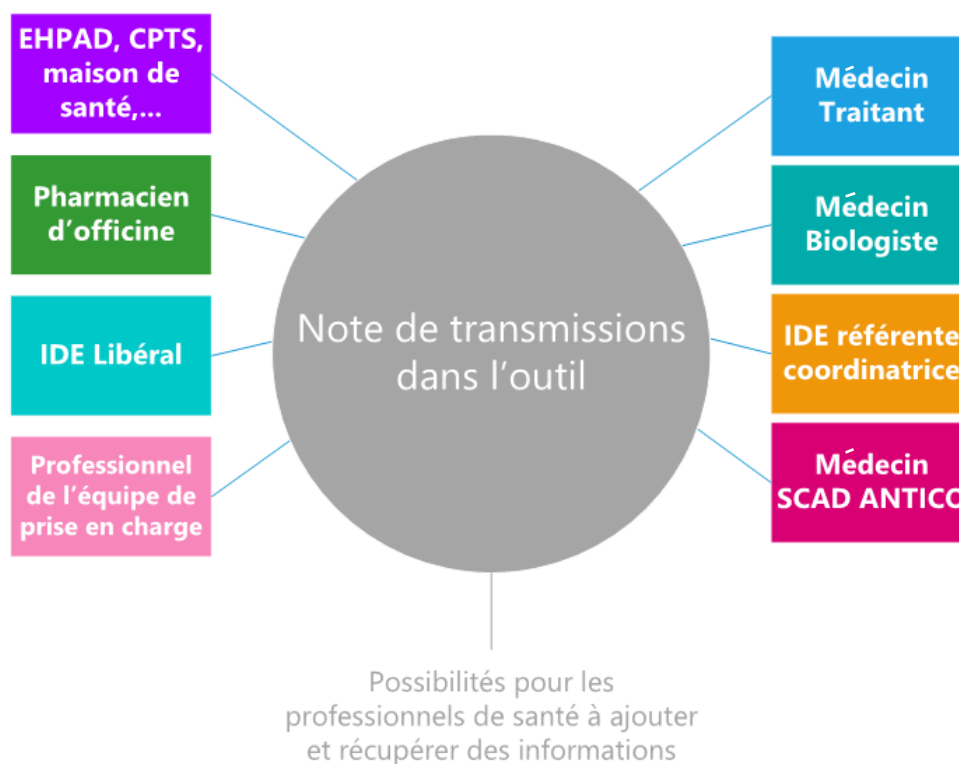 EHPAD, CPTS,
maison de
santé,...
Pharmacien
d'officine
IDE Libéral
Professionnel
de l'équipe de
prise en charge
Note de transmissions
dans l'outil
Médecin
Traitant
Médecin
Biologiste
IDE référente
coordinatrice
Médecin
SCAD ANTICO
Possibilités pour les
professionnels de santé à ajouter
et récupérer des informations